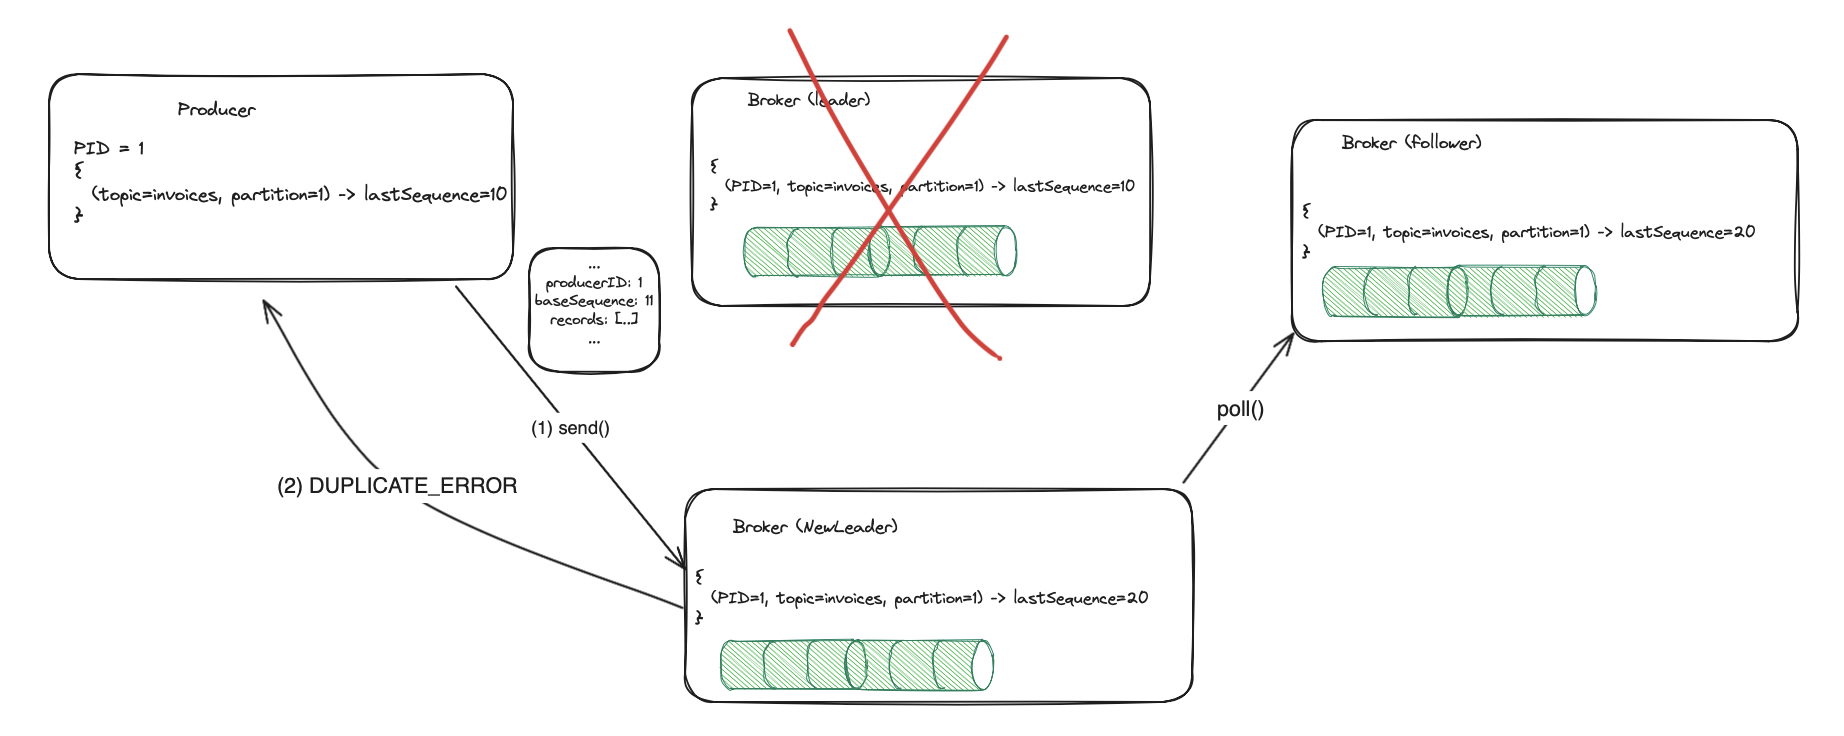 Producer
PID = 1
{
(topic=invoices, partition=1) -> lastSequence=10
}
...
producerID: 1
baseSequence: 11
records: [...]
...
Broker (leader)
{
(PID=1, topic=invoices, partition=1) -> lastSequence=10
}
Broker (follower)
{
(PID=1, topic=invoices, partition=1) -> lastSequence=20
}
(1) send()
poll()
(2) DUPLICATE_ERROR
Broker (NewLeader)
{
(PID=1, topic=invoices, partition=1) -> lastSequence=20
}